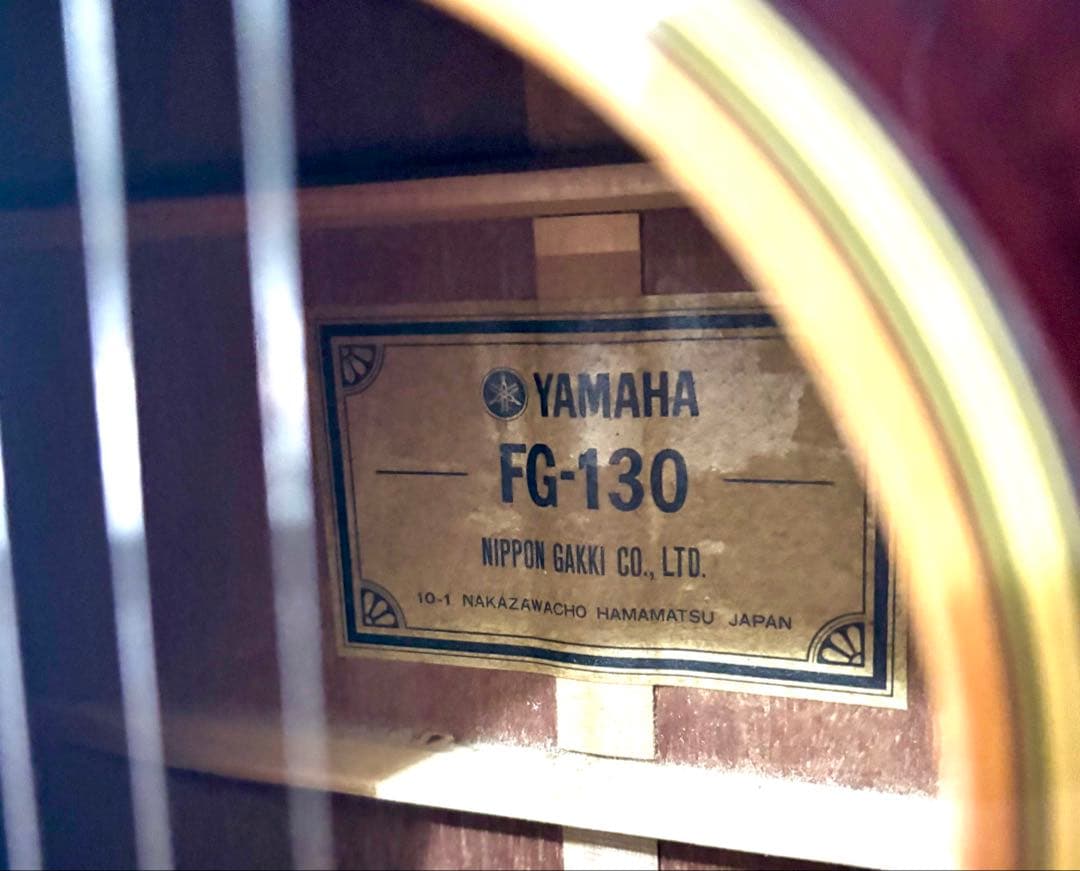 YAMAHA
FG-130
NIPPON GAKKI CO., LTD.
10-1 NAKAZAWACHO HAMAMATSU JAPAN